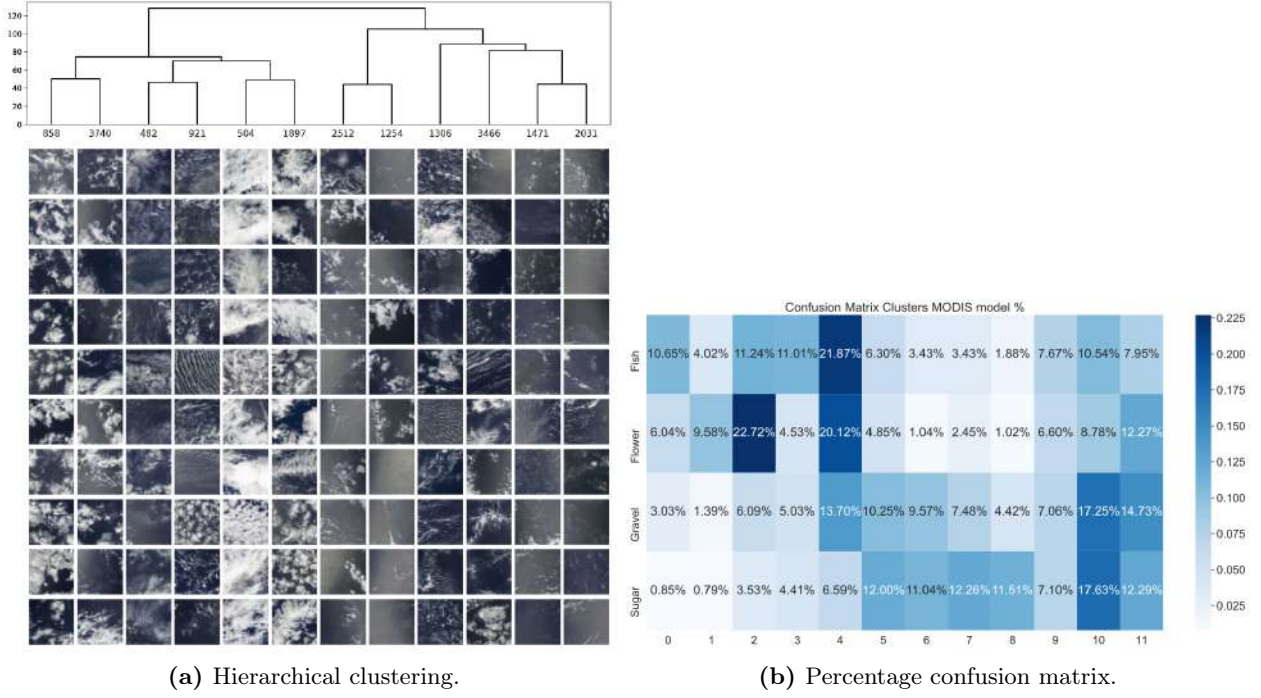 120
100
80
60
40
20
0
858 3740 482 921 504 1897 2512 1254 1306 3466 1471 2031
(a) Hierarchical clustering.
Confusion Matrix Clusters MODIS model %
Fish 10.65% 4.02% 11.24% 11.01% 21.87% 6.30% 3.43% 3.43% 1.88% 7.67% 10.54% 7.95%
Flower 6.04% 9.58% 22.72% 4.53% 20.12% 4.85% 1.04% 2.45% 1.02% 6.60% 8.78% 12.27%
Gravel 3.03% 1.39% 6.09% 5.03% 13.70% 10.25% 9.57% 7.48% 4.42% 7.06% 17.25% 14.73%
Sugar 0.85% 0.79% 3.53% 4.41% 6.59% 12.00% 11.04% 12.26% 11.51% 7.10% 17.63% 12.29%
0 1 2 3 4 5 6 7 8 9 10 11
0.225
0.200
0.175
0.150
0.125
0.100
0.075
0.050
0.025
(b) Percentage confusion matrix.